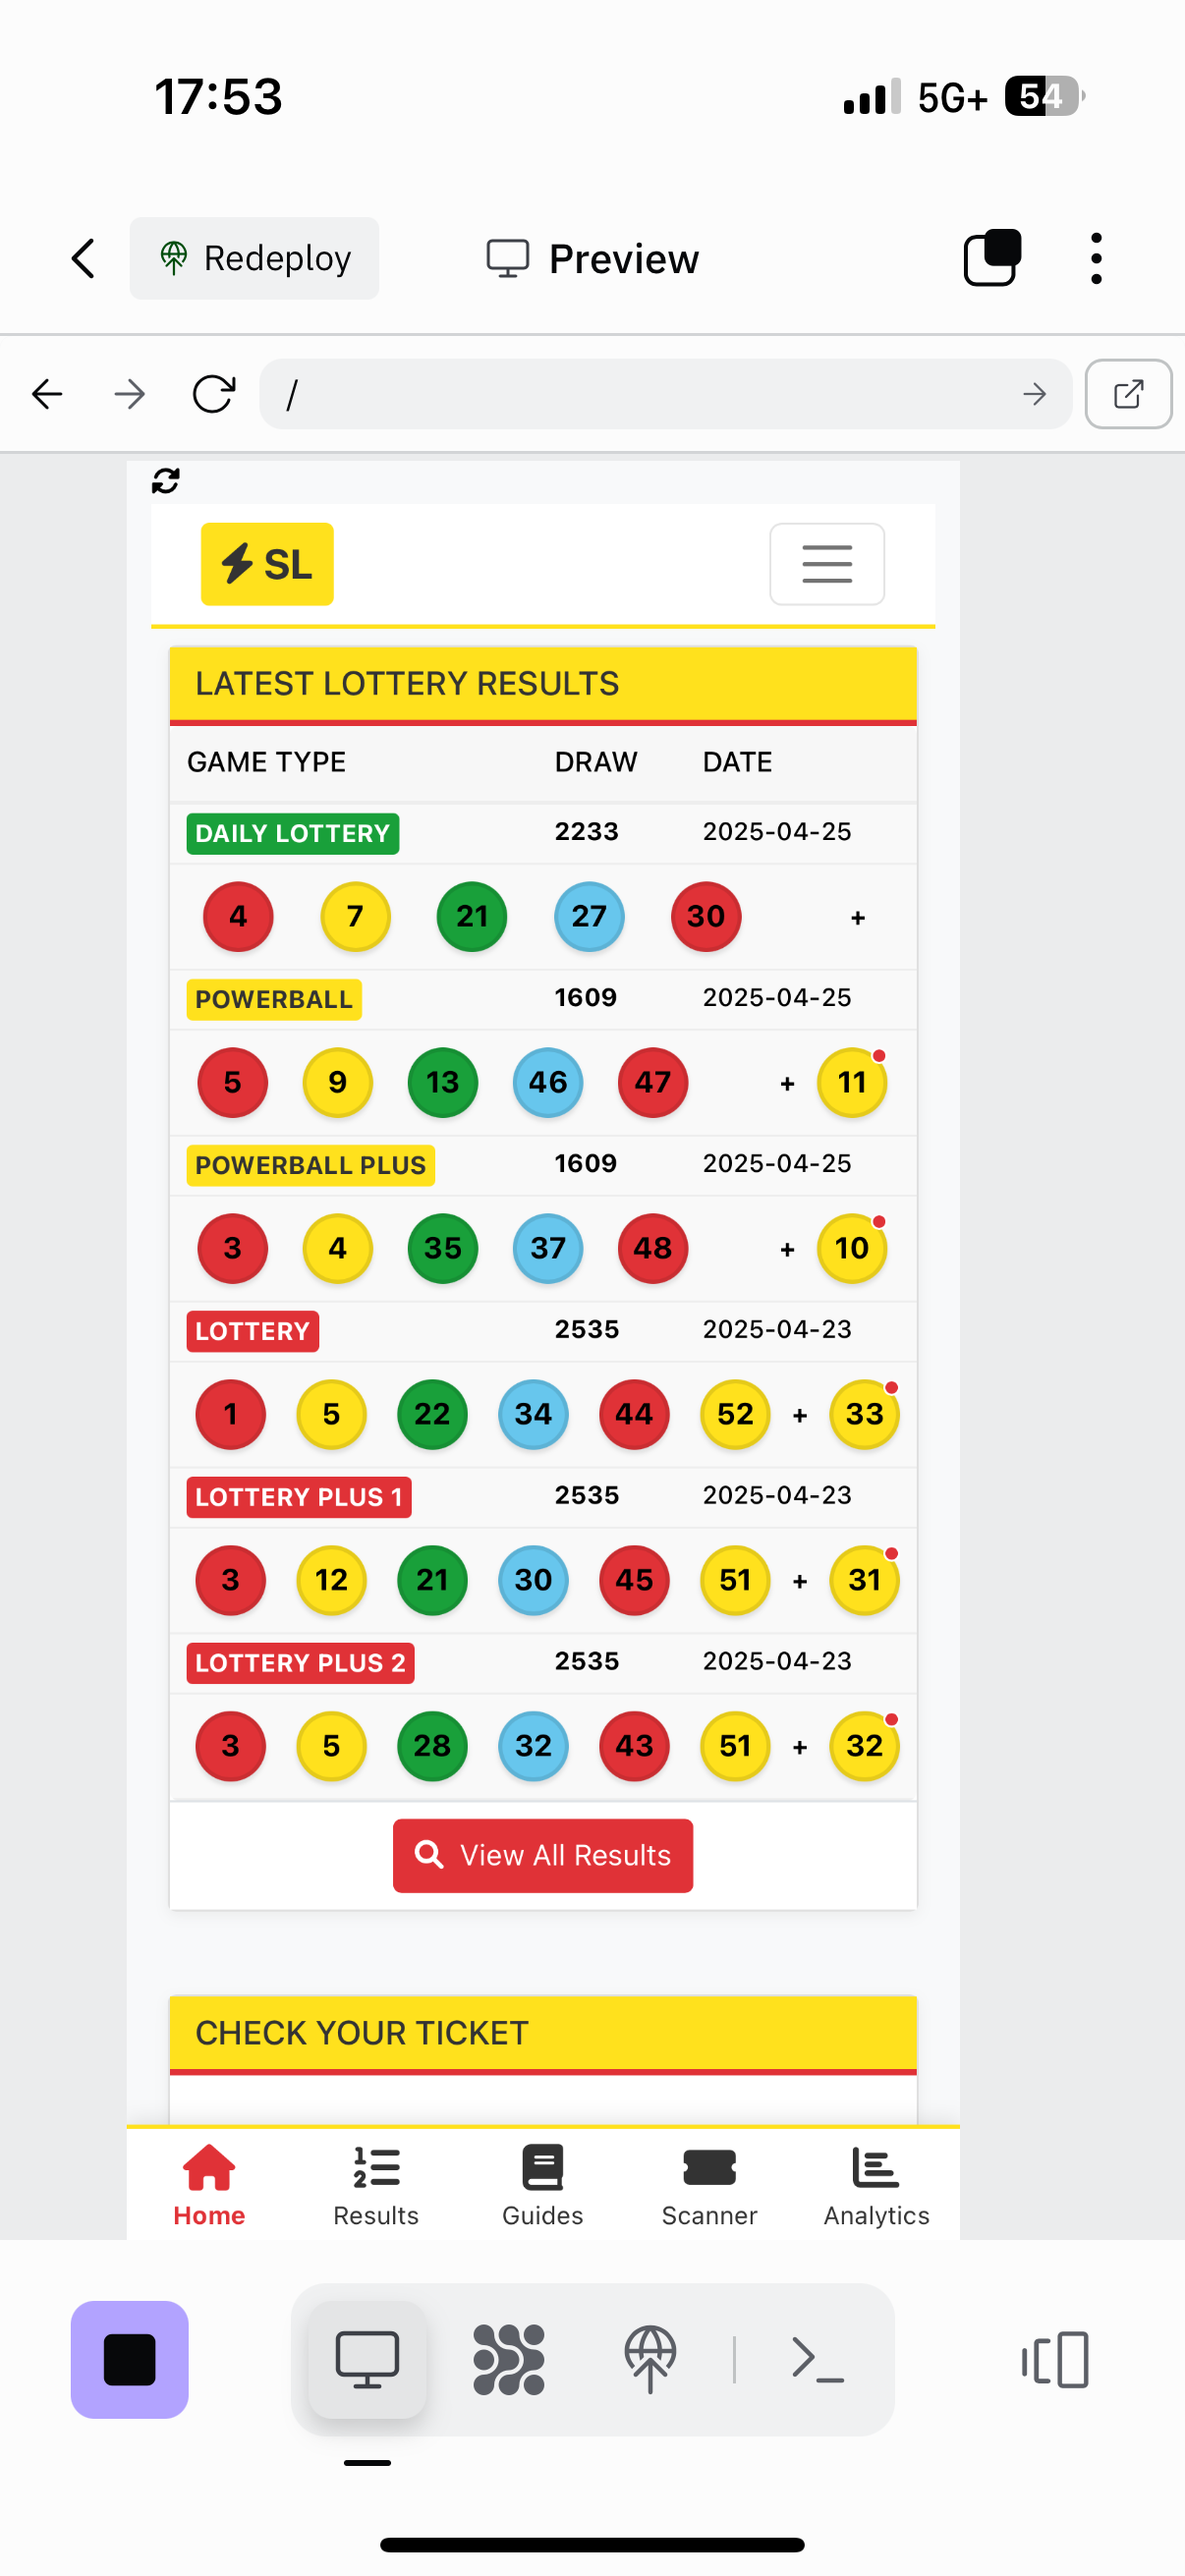 17:53 5G+ 54
Redeploy Preview
/
SL
LATEST LOTTERY RESULTS
GAME TYPE DRAW DATE
DAILY LOTTERY 2233 2025-04-25
4 7 21 27 30 +
POWERBALL 1609 2025-04-25
5 9 13 46 47 + 11
POWERBALL PLUS 1609 2025-04-25
3 4 35 37 48 + 10
LOTTERY 2535 2025-04-23
1 5 22 34 44 52 + 33
LOTTERY PLUS 1 2535 2025-04-23
3 12 21 30 45 51 + 31
LOTTERY PLUS 2 2535 2025-04-23
3 5 28 32 43 51 + 32
View All Results
CHECK YOUR TICKET
Home Results Guides Scanner Analytics